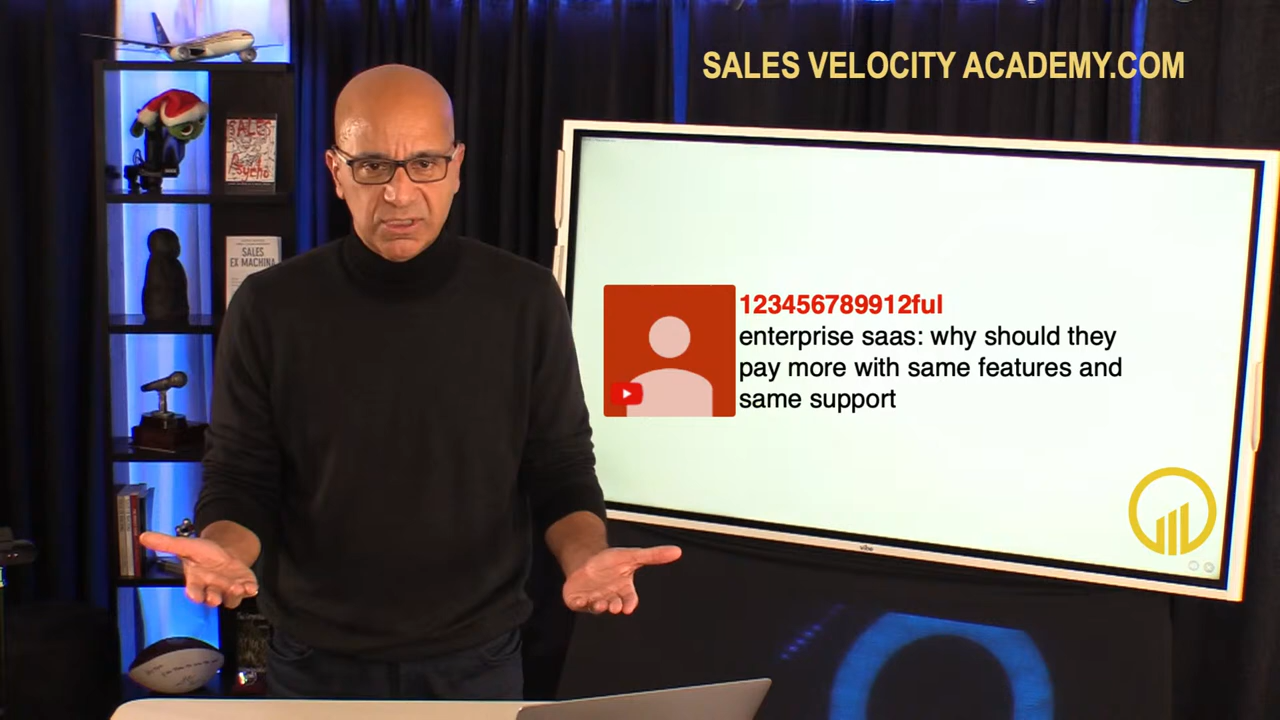 SALES VELOCITY ACADEMY.COM
SALES
Psycho
SALES
EX MACHINA
123456789912ful
enterprise saas: why should they
pay more with same features and
same support
vibe